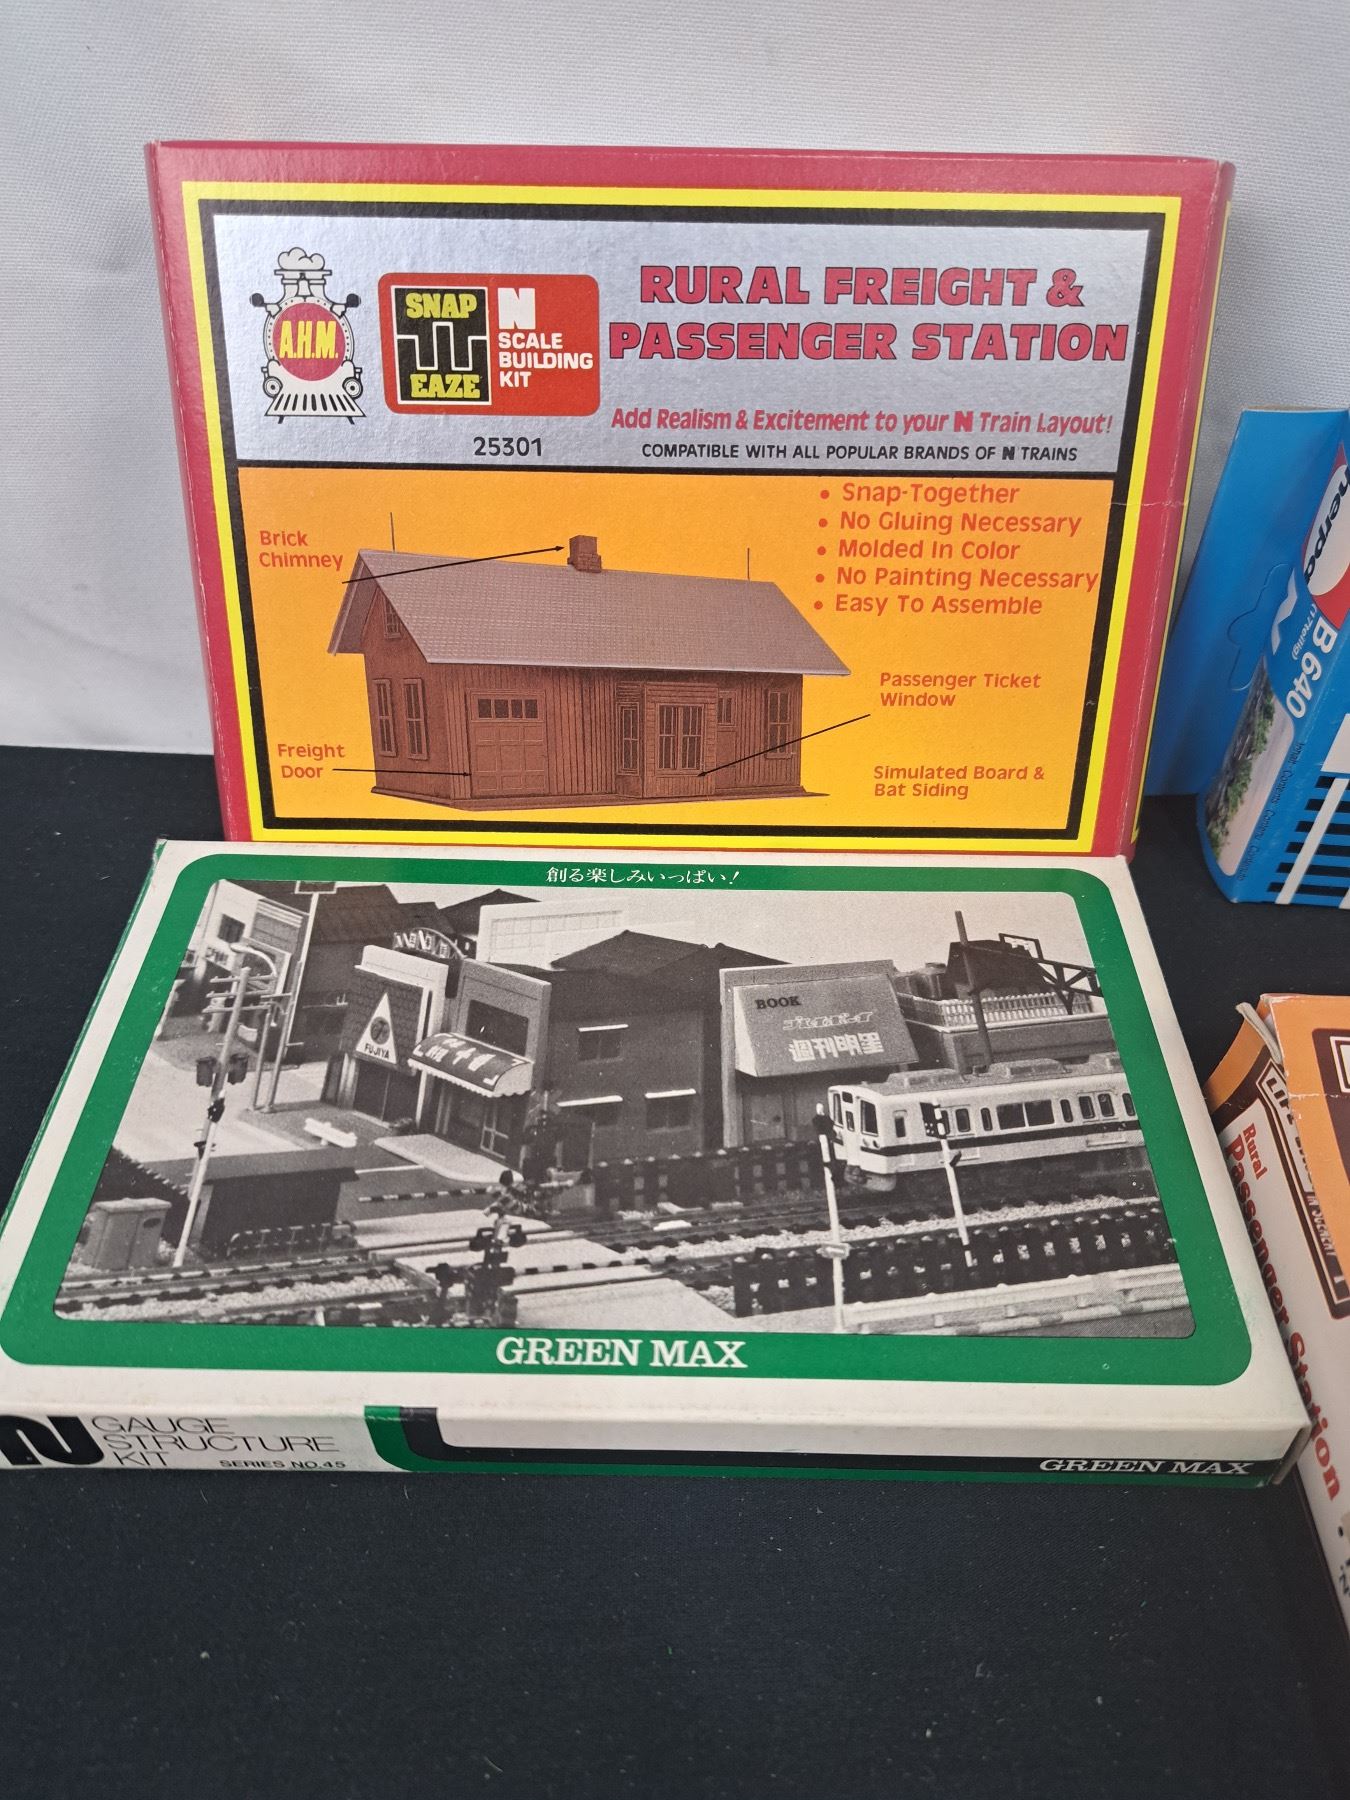 A.H.M.
SNAP
EAZE
N
SCALE
BUILDING
KIT
25301
RURAL FREIGHT &
PASSENGER STATION
Add Realism & Excitement to your N Train Layout!
COMPATIBLE WITH ALL POPULAR BRANDS OF N TRAINS
• Snap-Together
• No Gluing Necessary
• Molded In Color
• No Painting Necessary
• Easy To Assemble
Brick
Chimney
Freight
Door
Passenger Ticket
Window
Simulated Board &
Bat Siding
B 640
創る楽しみいっぱい!
FUJIYA
BOOK
週刊明星
GREEN MAX
N GAUGE
STRUCTURE
KIT
SERIES NO.45
GREEN MAX
Rural
Passenger Station